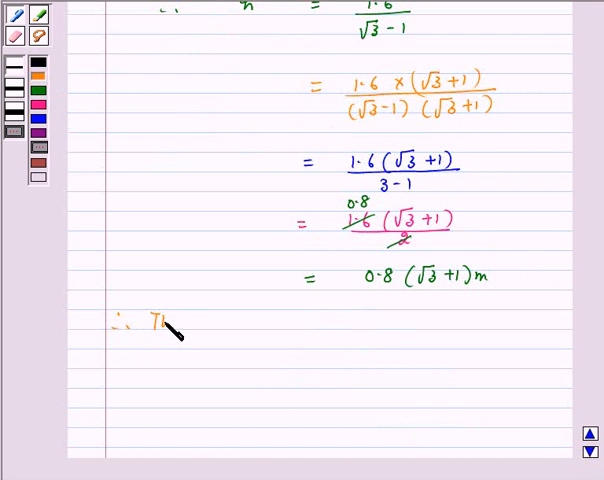 ∴ h = 1.6 / √3 - 1
= 1.6 × (√3 + 1) / (√3 - 1) (√3 + 1)
= 1.6 (√3 + 1) / 3 - 1
0.8
= 1.6 (√3 + 1) / 2
= 0.8 (√3 + 1) m
∴ Th